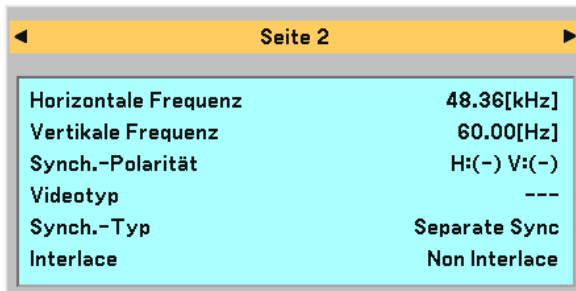 Seite 2
Horizontale Frequenz 48.36[kHz]
Vertikale Frequenz 60.00[Hz]
Synch.-Polarität H:(-) V:(-)
Videotyp ---
Synch.-Typ Separate Sync
Interlace Non Interlace